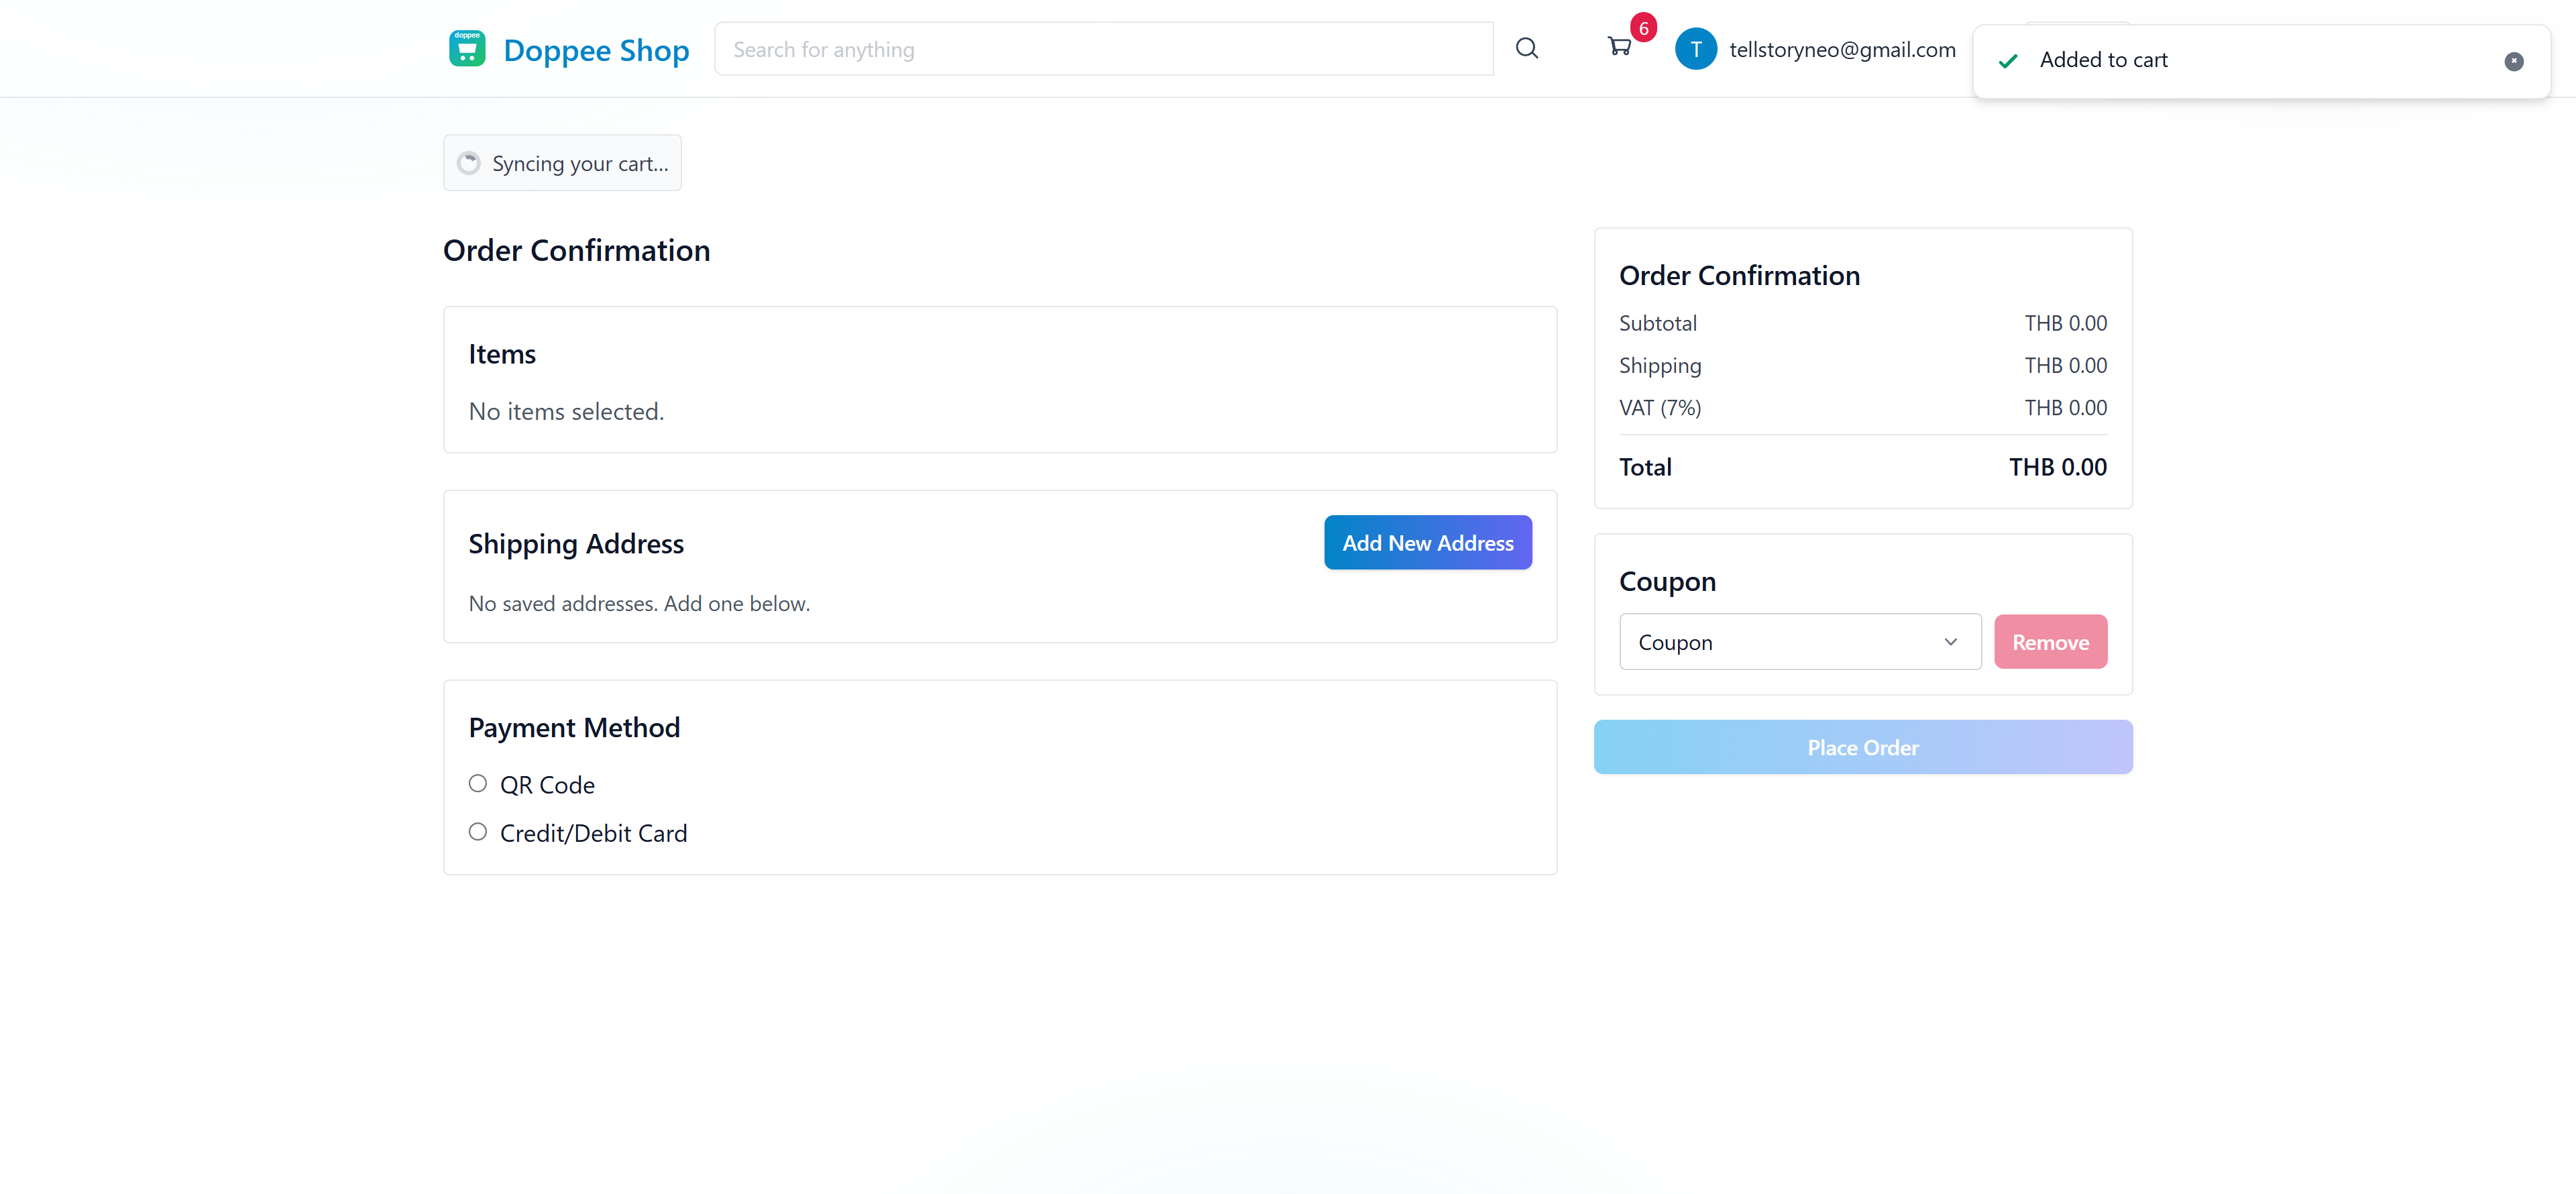 doppee
Doppee Shop
Search for anything
6
T
tellstoryneo@gmail.com
Added to cart
Syncing your cart...
Order Confirmation
Items
No items selected.
Shipping Address
Add New Address
No saved addresses. Add one below.
Payment Method
QR Code
Credit/Debit Card
Order Confirmation
Subtotal THB 0.00
Shipping THB 0.00
VAT (7%) THB 0.00
Total THB 0.00
Coupon
Coupon
Remove
Place Order